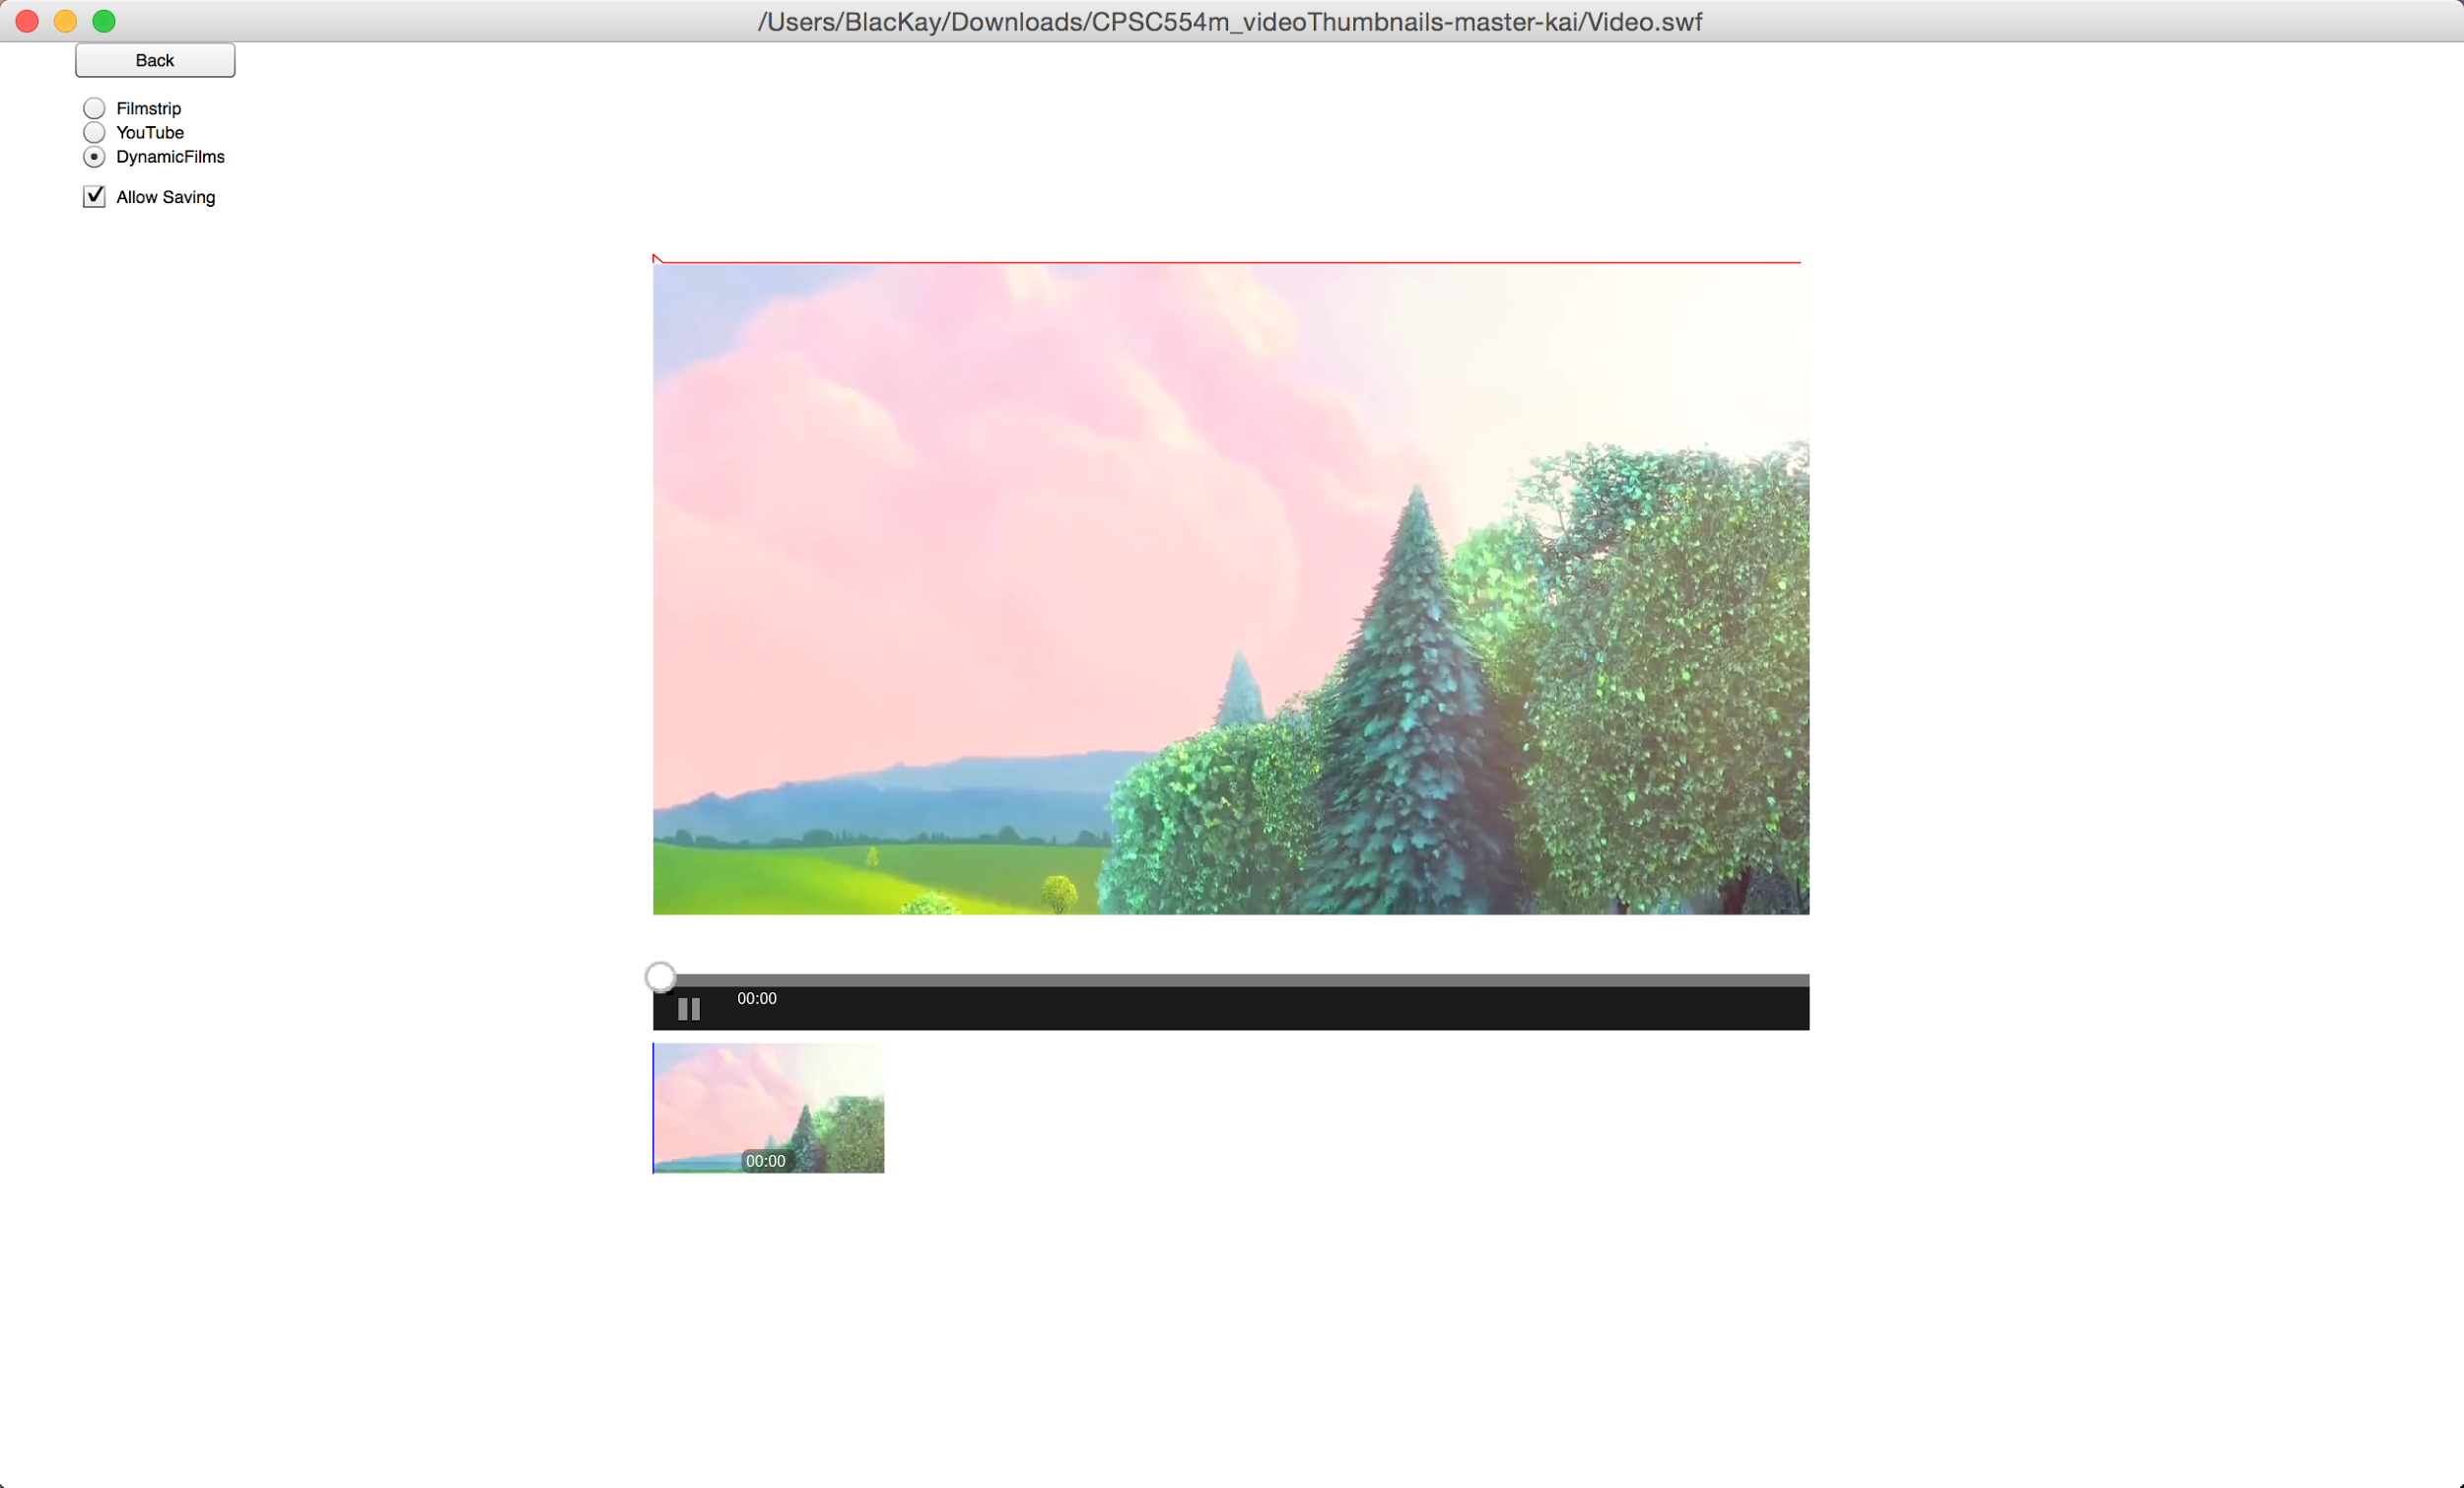 /Users/BlacKay/Downloads/CPSC554m_videoThumbnails-master-kai/Video.swf
Back
Filmstrip
YouTube
DynamicFilms
Allow Saving
00:00
00:00